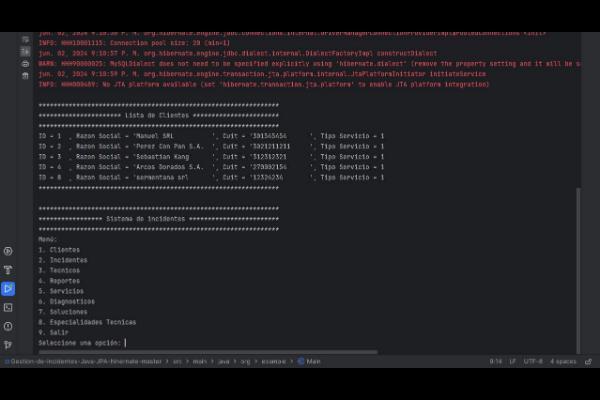 jun. 02, 2024 9:10:36 P. M. org.hibernate.engine.jdbc.connections.internal.DriverManagerConnectionProviderImpl$PooledConnections <init>
INFO: HHH10001115: Connection pool size: 20 (min=1)
jun. 02, 2024 9:10:37 P. M. org.hibernate.engine.jdbc.dialect.internal.DialectFactoryImpl constructDialect
WARN: HHH90000025: MySQLDialect does not need to be specified explicitly using 'hibernate.dialect' (remove the property setting and it will be s
jun. 02, 2024 9:10:39 P. M. org.hibernate.engine.transaction.jta.platform.internal.JtaPlatformInitiator initiateService
INFO: HHH000489: No JTA platform available (set 'hibernate.transaction.jta.platform' to enable JTA platform integration)
**********************************************************************
************************ Lista de Clientes *************************
**********************************************************************
ID = 1 , Razon Social = 'Manuel SRL ', Cuit = '301545454 ', Tipo Servicio = 1
ID = 2 , Razon Social = 'Perez Con Pan S.A. ', Cuit = '3021211211 ', Tipo Servicio = 1
ID = 3 , Razon Social = 'Sebastian Kang ', Cuit = '312312321 ', Tipo Servicio = 1
ID = 4 , Razon Social = 'Arcos Dorados S.A. ', Cuit = '270002154 ', Tipo Servicio = 1
ID = 8 , Razon Social = 'sermentana srl ', Cuit = '12324234 ', Tipo Servicio = 1
**********************************************************************
**********************************************************************
****************** Sistema de incidentes **************************
**********************************************************************
Menú:
1. Clientes
2. Incidentes
3. Tecnicos
4. Reportes
5. Servicios
6. Diagnosticos
7. Soluciones
8. Especialidades Tecnicas
9. Salir
Seleccione una opción:
Gestion-de-Incidentes-Java-JPA-hibernate-master > src > main > java > org > example > Main 9:14 LF UTF-8 4 spaces